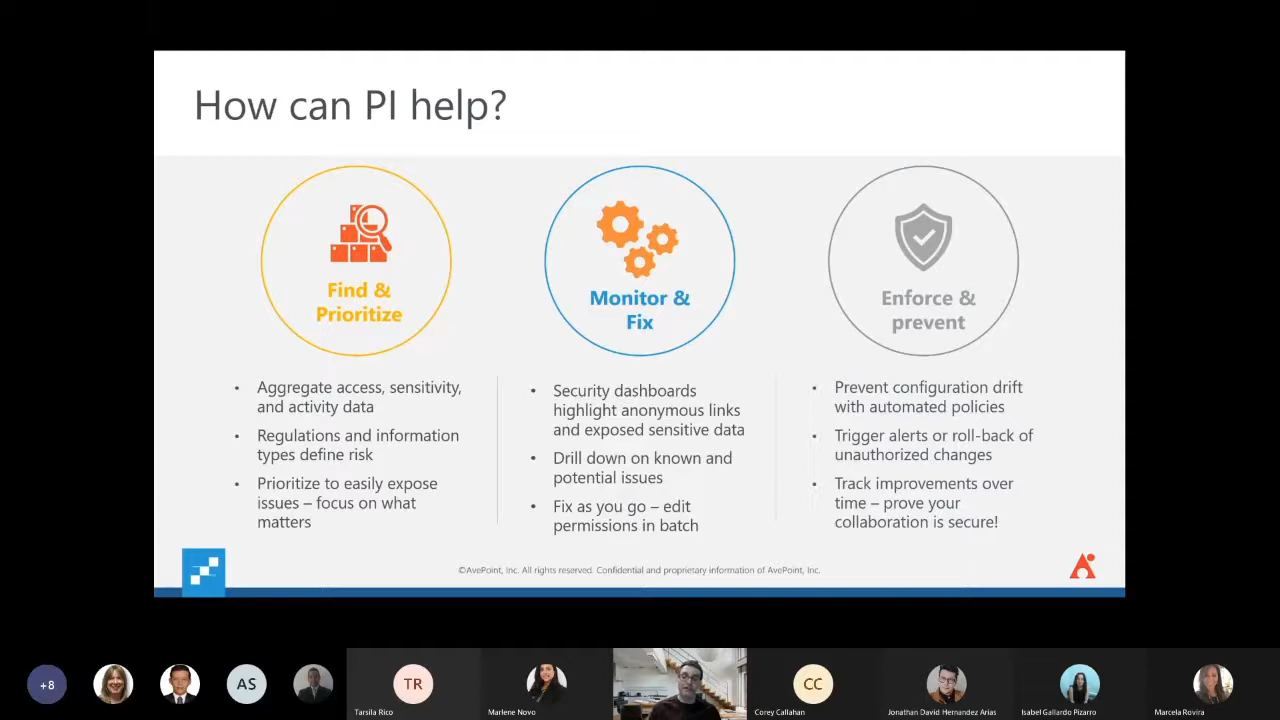 How can PI help?
Find &
Prioritize
Monitor &
Fix
Enforce &
prevent
• Aggregate access, sensitivity,
and activity data
• Regulations and information
types define risk
• Prioritize to easily expose
issues – focus on what
matters
• Security dashboards
highlight anonymous links
and exposed sensitive data
• Drill down on known and
potential issues
• Fix as you go – edit
permissions in batch
• Prevent configuration drift
with automated policies
• Trigger alerts or roll-back of
unauthorized changes
• Track improvements over
time – prove your
collaboration is secure!
©AvePoint, Inc. All rights reserved. Confidential and proprietary information of AvePoint, Inc.
+8
AS
TR
CC
Tarsila Rico
Marlene Novo
Corey Callahan
Jonathan David Hernandez Arias
Isabel Gallardo Pizarro
Marcela Rovira